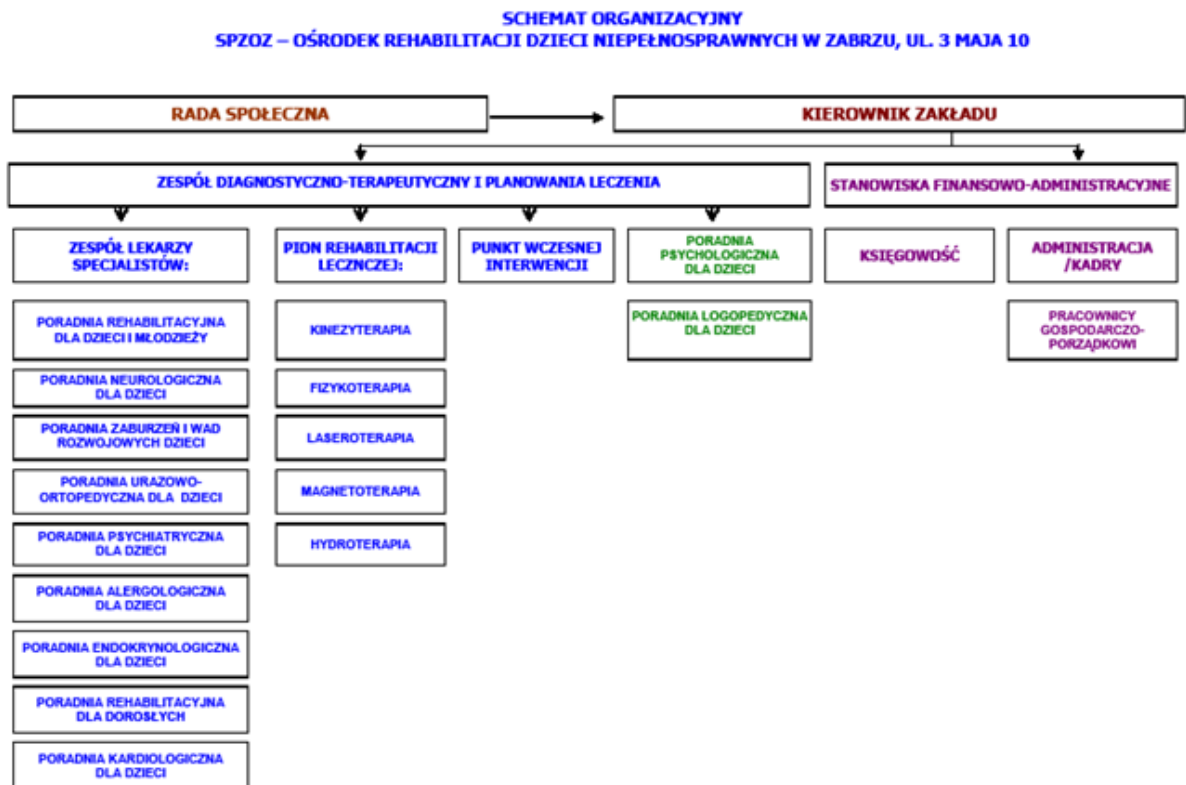 SCHEMAT ORGANIZACYJNY
SPZOZ – OŚRODEK REHABILITACJI DZIECI NIEPEŁNOSPRAWNYCH W ZABRZU, UL. 3 MAJA 10
RADA SPOŁECZNA
KIEROWNIK ZAKŁADU
ZESPÓŁ DIAGNOSTYCZNO-TERAPEUTYCZNY I PLANOWANIA LECZENIA
STANOWISKA FINANSOWO-ADMINISTRACYJNE
ZESPÓŁ LEKARZY
SPECJALISTÓW:
PORADNIA REHABILITACYJNA
DLA DZIECI I MŁODZIEŻY
PORADNIA NEUROLOGICZNA
DLA DZIECI
PORADNIA ZABURZEŃ I WAD
ROZWOJOWYCH DZIECI
PORADNIA URAZOWO-
ORTOPEDYCZNA DLA DZIECI
PORADNIA PSYCHIATRYCZNA
DLA DZIECI
PORADNIA ALERGOLOGICZNA
DLA DZIECI
PORADNIA ENDOKRYNOLOGICZNA
DLA DZIECI
PORADNIA REHABILITACYJNA
DLA DOROSŁYCH
PORADNIA KARDIOLOGICZNA
DLA DZIECI
PION REHABILITACJI
LECZNCZEJ:
KINEZYTERAPIA
FIZYKOTERAPIA
LASEROTERAPIA
MAGNETOTERAPIA
HYDROTERAPIA
PUNKT WCZESNEJ
INTERWENCJI
PORADNIA
PSYCHOLOGICZNA
DLA DZIECI
PORADNIA LOGOPEDYCZNA
DLA DZIECI
KSIĘGOWOŚĆ
ADMINISTRACJA
/KADRY
PRACOWNICY
GOSPODARCZO-
PORZĄDKOWI